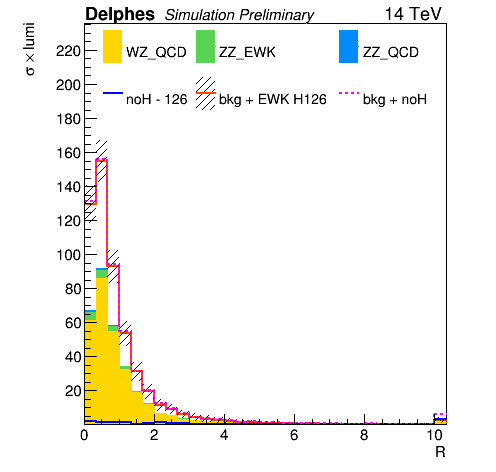 Delphes Simulation Preliminary 14 TeV
σ × lumi
WZ_QCD ZZ_EWK ZZ_QCD
noH - 126 bkg + EWK H126 bkg + noH
220
200
180
160
140
120
100
80
60
40
20
0 2 4 6 8 10
R